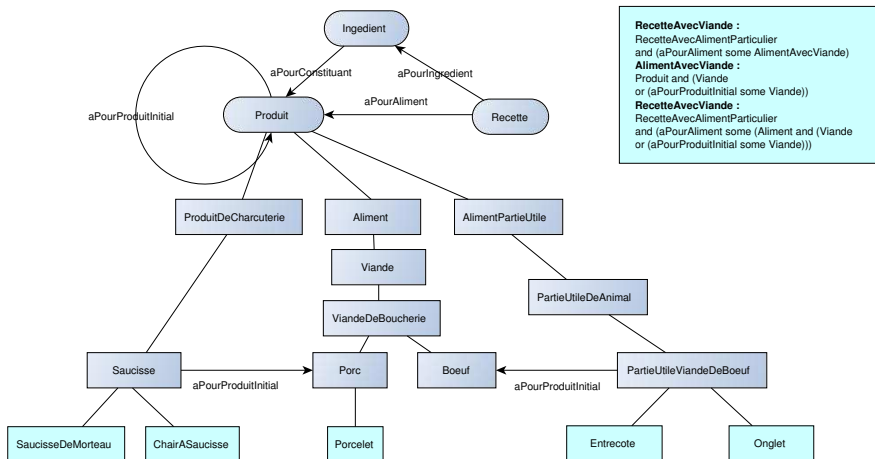 Ingedient
RecetteAvecViande :
RecetteAvecAlimentParticulier
and (aPourAliment some AlimentAvecViande)
AlimentAvecViande :
Produit and (Viande
or (aPourProduitInitial some Viande))
RecetteAvecViande :
RecetteAvecAlimentParticulier
and (aPourAliment some (Aliment and (Viande
or (aPourProduitInitial some Viande)))
aPourConstituant
aPourIngredient
aPourAliment
aPourProduitInitial
Produit
Recette
ProduitDeCharcuterie
Aliment
AlimentPartieUtile
Viande
PartieUtileDeAnimal
ViandeDeBoucherie
Saucisse
aPourProduitInitial
Porc
Boeuf
aPourProduitInitial
PartieUtileViandeDeBoeuf
SaucisseDeMorteau
ChairASaucisse
Porcelet
Entrecote
Onglet